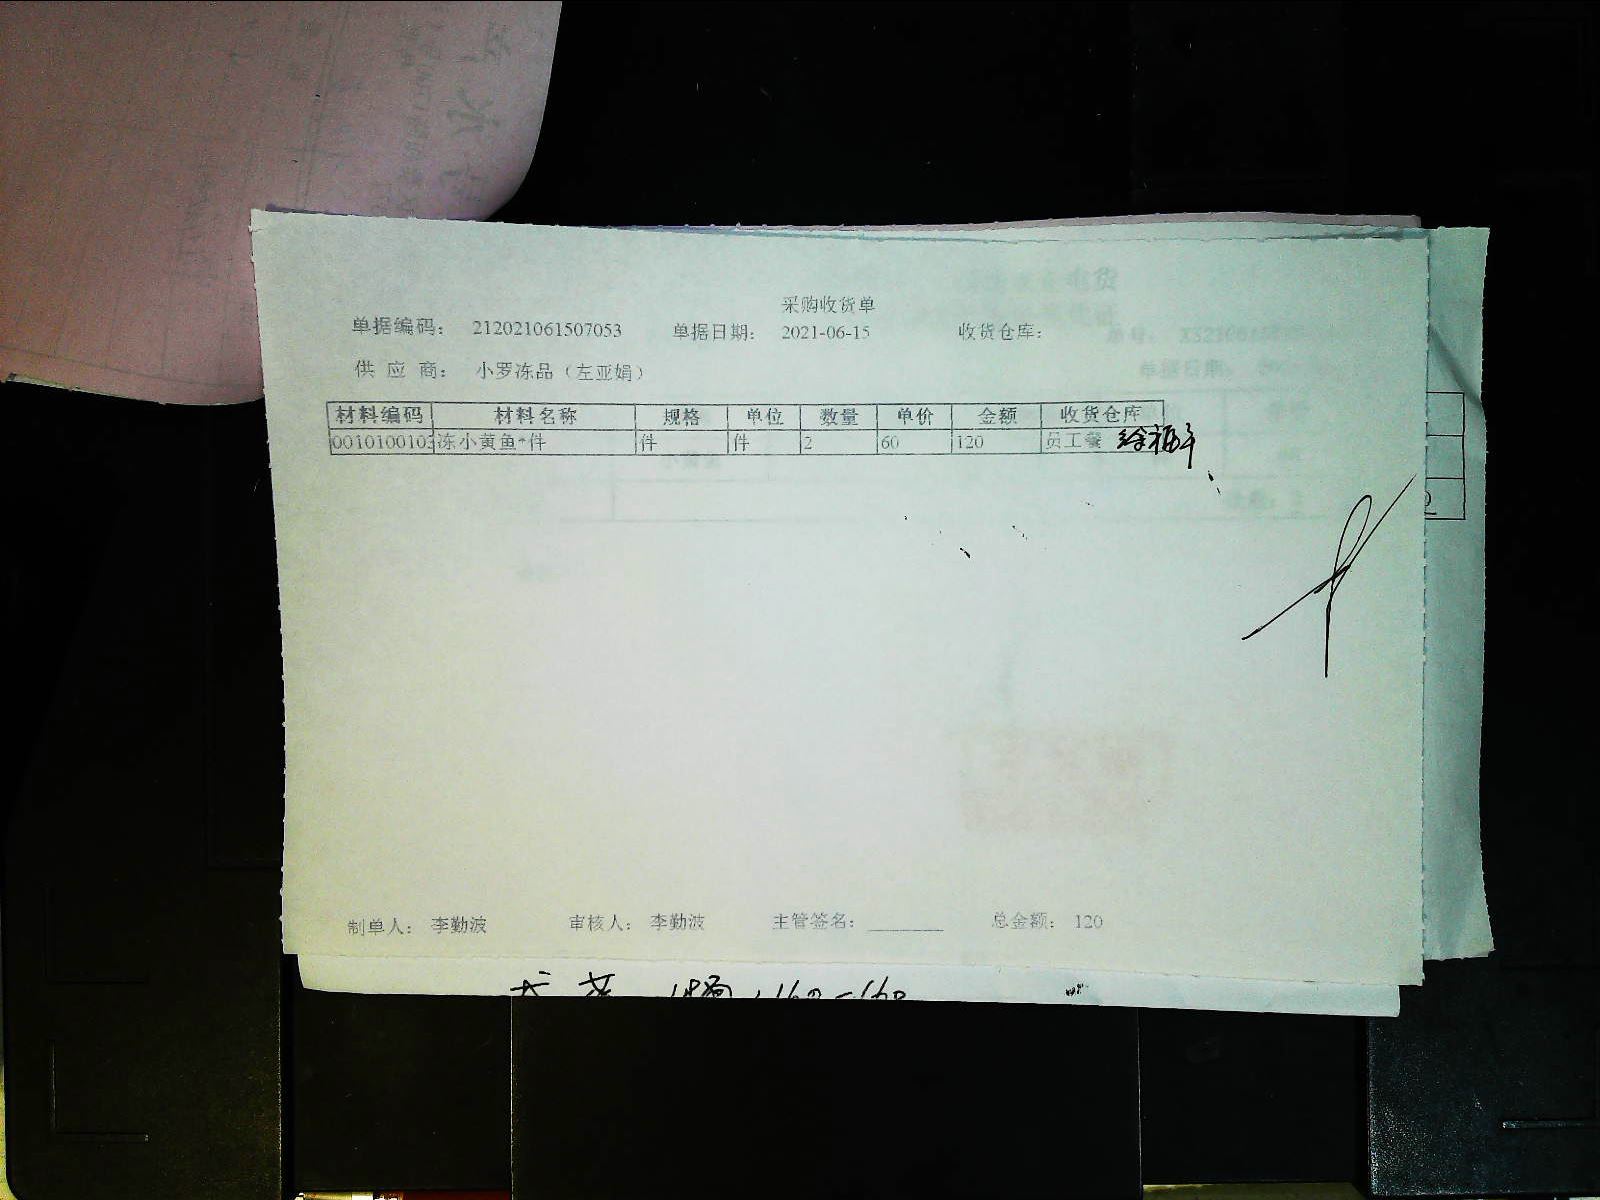 采购收货单
单据编码： 212021061507053 单据日期： 2021-06-15 收货仓库：
供 应 商： 小罗冻品（左亚娟）
材料编码 材料名称 规格 单位 数量 单价 金额 收货仓库
0010100103 冻小黄鱼*件 件 件 2 60 120 员工餐
制单人： 李勤波 审核人： 李勤波 主管签名： ________ 总金额： 120